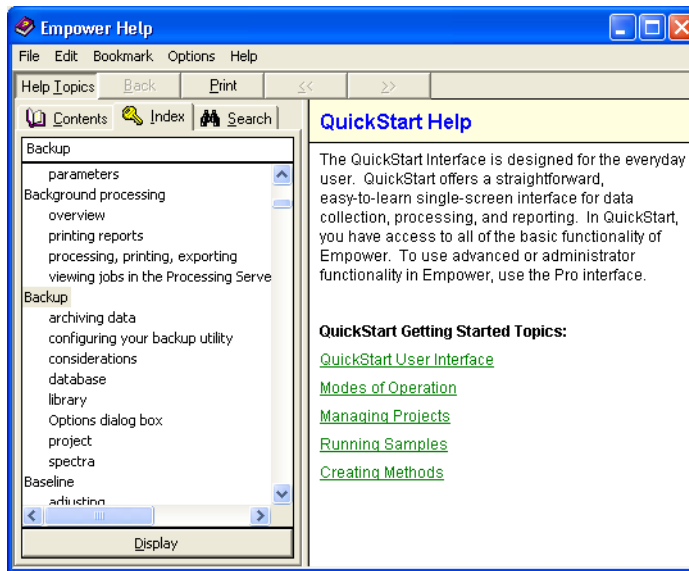 Empower Help
File Edit Bookmark Options Help
Help Topics Back Print << >>
Contents Index Search
Backup
parameters
Background processing
overview
printing reports
processing, printing, exporting
viewing jobs in the Processing Serve
Backup
archiving data
configuring your backup utility
considerations
database
library
Options dialog box
project
spectra
Baseline
adjusting
Display
QuickStart Help
The QuickStart Interface is designed for the everyday
user. QuickStart offers a straightforward,
easy-to-learn single-screen interface for data
collection, processing, and reporting. In QuickStart,
you have access to all of the basic functionality of
Empower. To use advanced or administrator
functionality in Empower, use the Pro interface.
QuickStart Getting Started Topics:
QuickStart User Interface
Modes of Operation
Managing Projects
Running Samples
Creating Methods